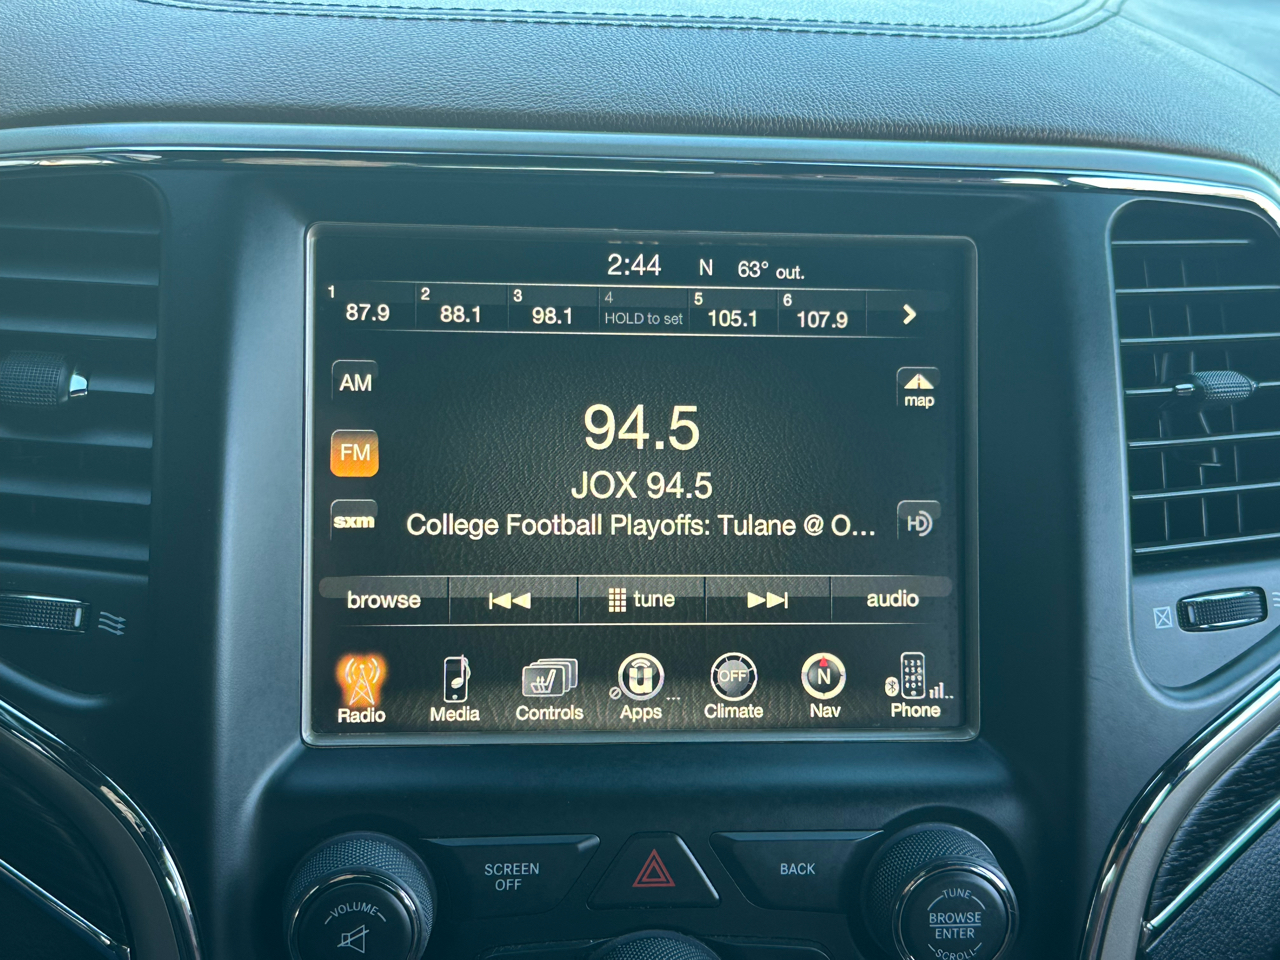 2:44 N 63° out.
1 87.9 2 88.1 3 98.1 4 HOLD to set 5 105.1 6 107.9
AM
map
94.5
FM
JOX 94.5
sxm
College Football Playoffs: Tulane @ O...
HD
browse tune audio
OFF N
Radio Media Controls Apps Climate Nav Phone
SCREEN
OFF
BACK
VOLUME
TUNE
BROWSE
ENTER
SCROLL